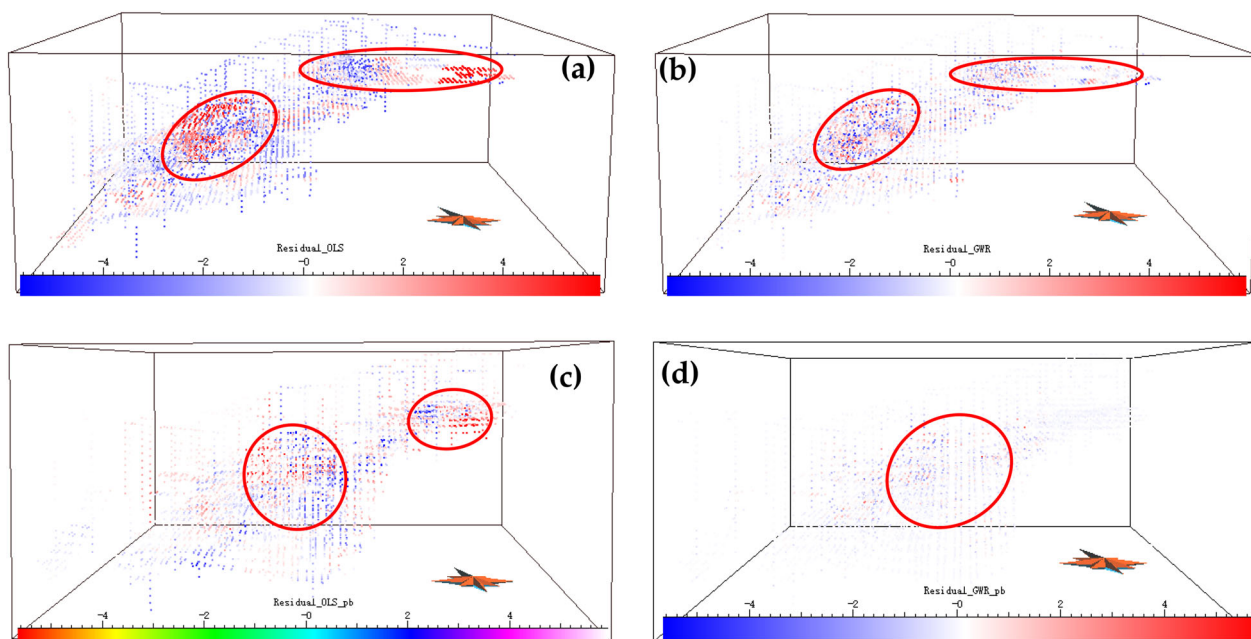 (a)
Residual_OLS
-4 -2 -0 2 4
(b)
Residual_GWR
-4 -2 -0 2 4
(c)
Residual_OLS_pb
-4 -2 -0 2 4
(d)
Residual_GWR_pb
-4 -2 -0 2 4